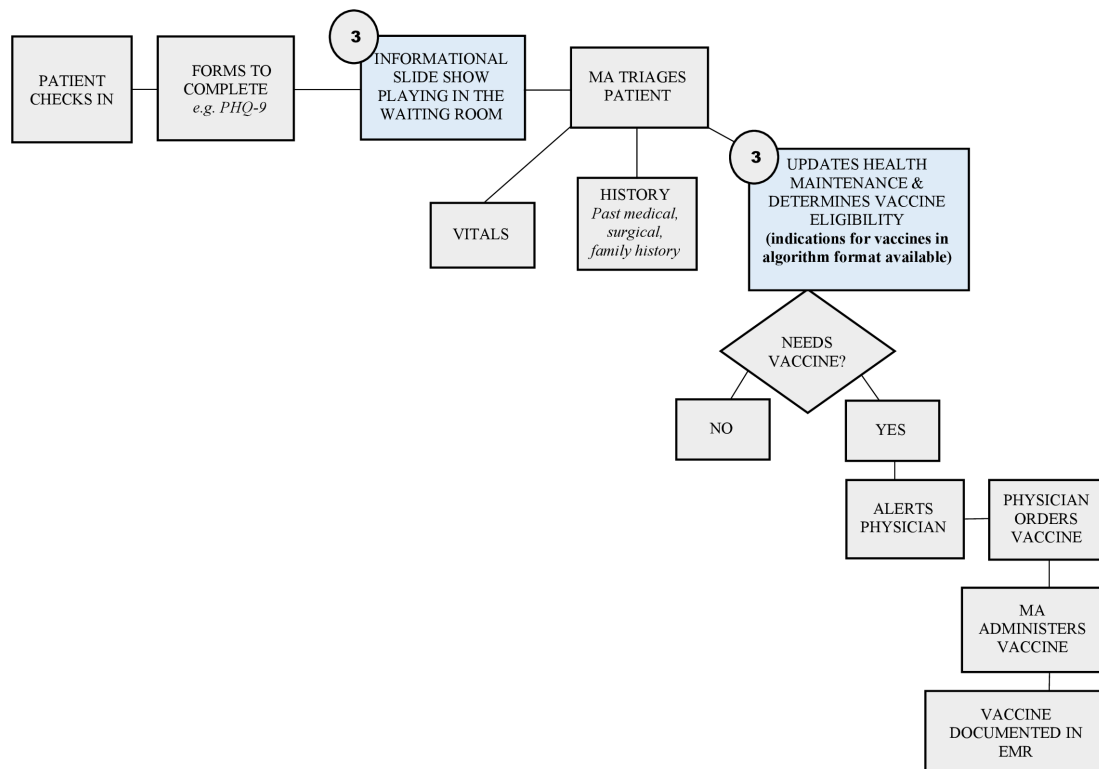 PATIENT
CHECKS IN
FORMS TO
COMPLETE
e.g. PHQ-9
3
INFORMATIONAL
SLIDE SHOW
PLAYING IN THE
WAITING ROOM
MA TRIAGES
PATIENT
VITALS
HISTORY
Past medical,
surgical,
family history
3
UPDATES HEALTH
MAINTENANCE &
DETERMINES VACCINE
ELIGIBILITY
(indications for vaccines in
algorithm format available)
NEEDS
VACCINE?
NO
YES
ALERTS
PHYSICIAN
PHYSICIAN
ORDERS
VACCINE
MA
ADMINISTERS
VACCINE
VACCINE
DOCUMENTED IN
EMR